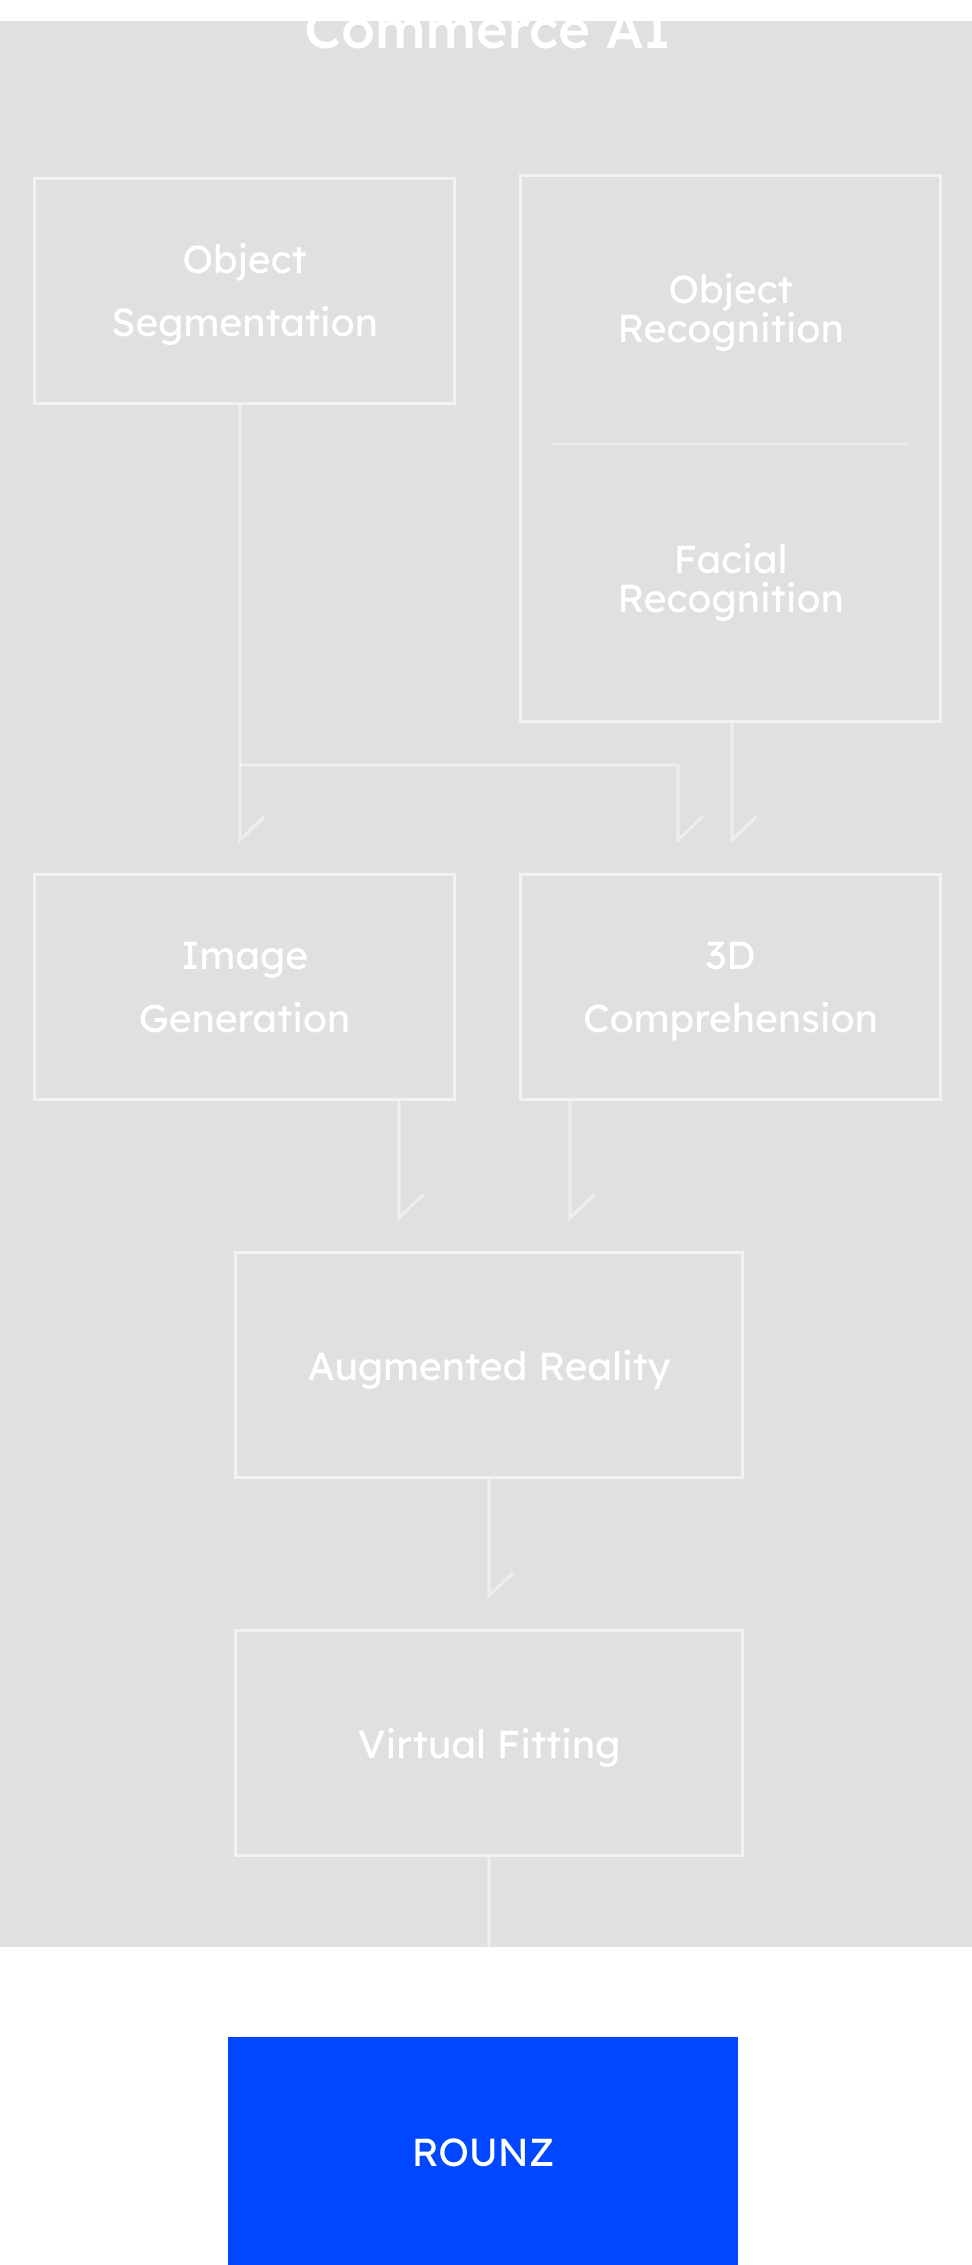 Commerce AI
Object
Segmentation
Object
Recognition
Facial
Recognition
Image
Generation
3D
Comprehension
Augmented Reality
Virtual Fitting
ROUNZ